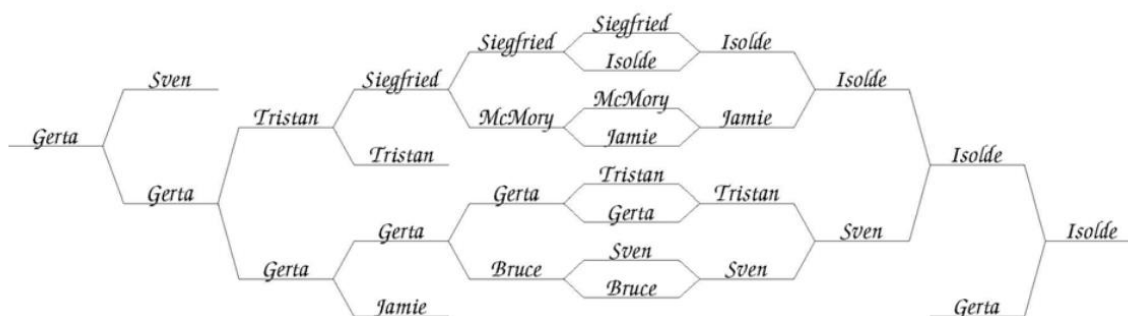 Siegfried
Siegfried Isolde
Isolde
Siegfried Isolde
Sven McMory
Tristan McMory Jamie
Jamie
Gerta Tristan
Tristan Isolde
Gerta Gerta Tristan
Gerta
Gerta Sven Isolde
Sven
Gerta Bruce Sven
Bruce
Jamie Gerta